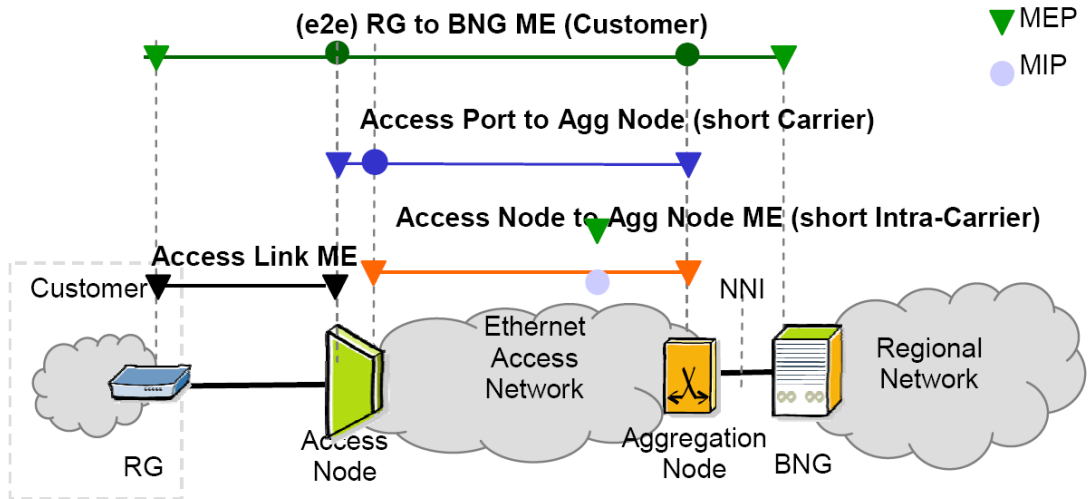 (e2e) RG to BNG ME (Customer)
MEP
MIP
Access Port to Agg Node (short Carrier)
Access Node to Agg Node ME (short Intra-Carrier)
Access Link ME
Customer
NNI
Ethernet
Access
Network
Regional
Network
Access
Node
Aggregation
Node
RG
BNG